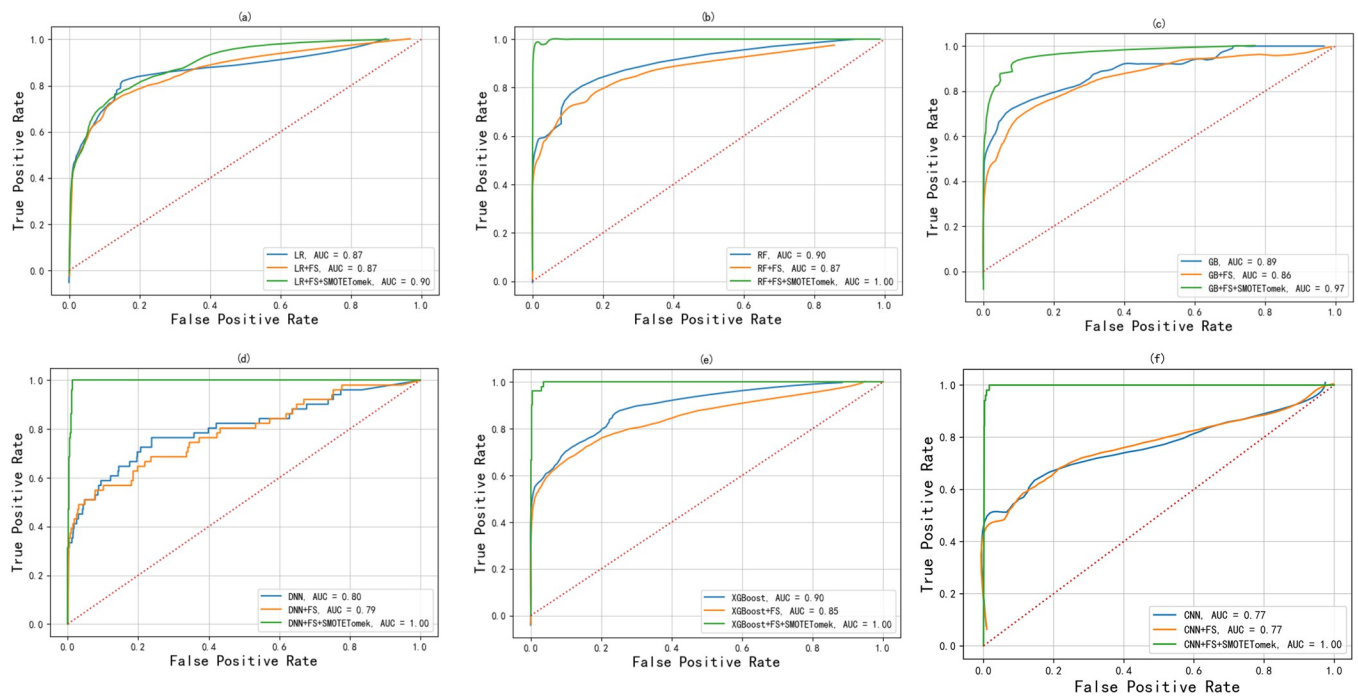 (a)
1.0
0.8
0.6
0.4
0.2
0.0
True Positive Rate
LR, AUC = 0.87
LR+FS, AUC = 0.87
LR+FS+SMOTETomek, AUC = 0.90
0.0 0.2 0.4 0.6 0.8 1.0
False Positive Rate
(b)
1.0
0.8
0.6
0.4
0.2
0.0
True Positive Rate
RF, AUC = 0.90
RF+FS, AUC = 0.87
RF+FS+SMOTETomek, AUC = 1.00
0.0 0.2 0.4 0.6 0.8 1.0
False Positive Rate
(c)
1.0
0.8
0.6
0.4
0.2
0.0
True Positive Rate
GB, AUC = 0.89
GB+FS, AUC = 0.86
GB+FS+SMOTETomek, AUC = 0.97
0.0 0.2 0.4 0.6 0.8 1.0
False Positive Rate
(d)
1.0
0.8
0.6
0.4
0.2
0.0
True Positive Rate
DNN, AUC = 0.80
DNN+FS, AUC = 0.79
DNN+FS+SMOTETomek, AUC = 1.00
0.0 0.2 0.4 0.6 0.8 1.0
False Positive Rate
(e)
1.0
0.8
0.6
0.4
0.2
0.0
True Positive Rate
XGBoost, AUC = 0.90
XGBoost+FS, AUC = 0.85
XGBoost+FS+SMOTETomek, AUC = 1.00
0.0 0.2 0.4 0.6 0.8 1.0
False Positive Rate
(f)
1.0
0.8
0.6
0.4
0.2
0.0
True Positive Rate
CNN, AUC = 0.77
CNN+FS, AUC = 0.77
CNN+FS+SMOTETomek, AUC = 1.00
0.0 0.2 0.4 0.6 0.8 1.0
False Positive Rate